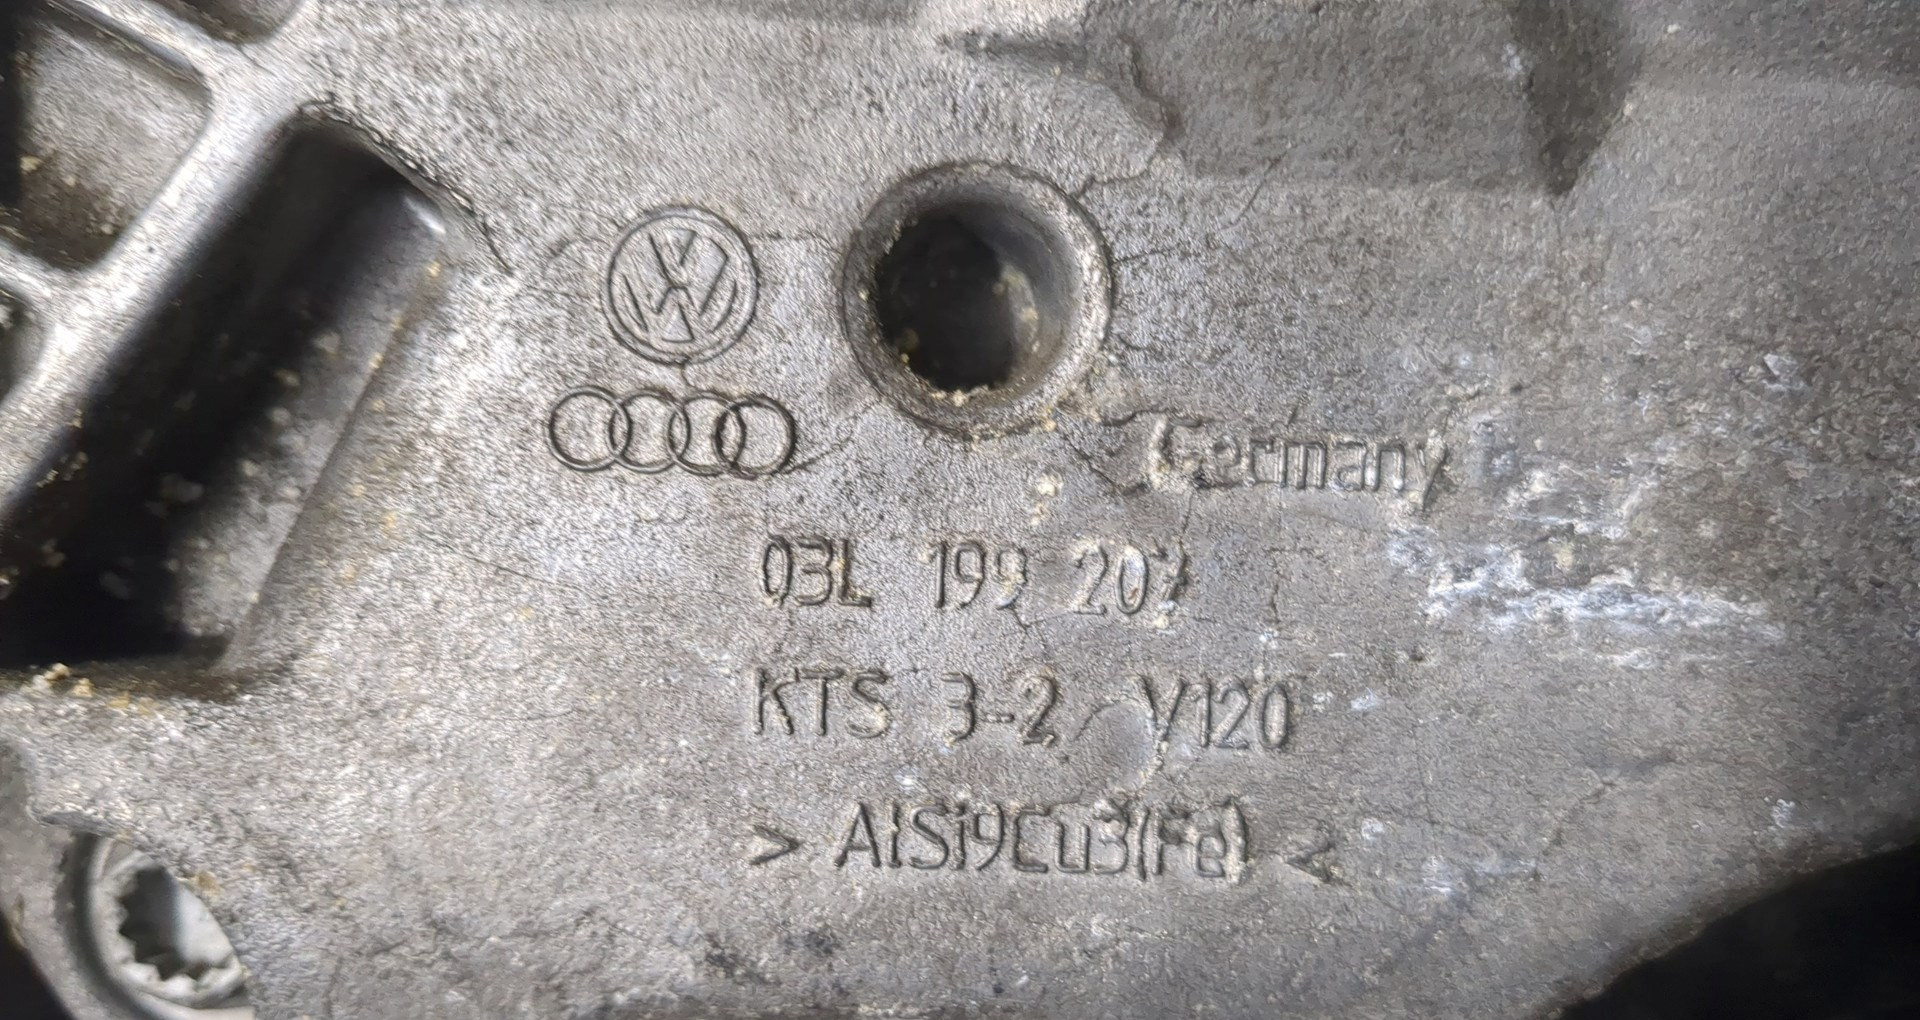 Germany
03L 199 207
KTS 3-2 V120
> AlSi9Cu3(Fe) <